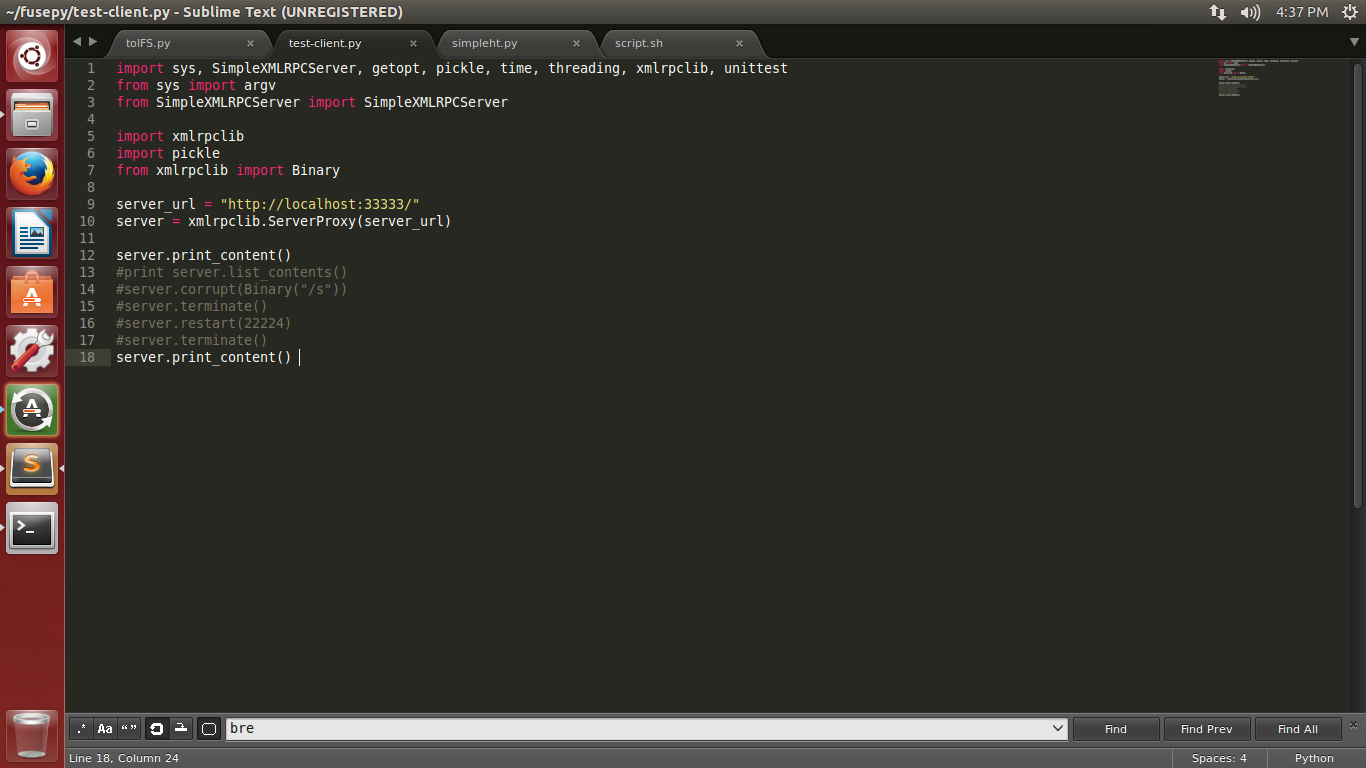 ~/fusepy/test-client.py - Sublime Text (UNREGISTERED)
4:37 PM
tolFS.py
test-client.py
simpleht.py
script.sh
1 import sys, SimpleXMLRPCServer, getopt, pickle, time, threading, xmlrpclib, unittest
2 from sys import argv
3 from SimpleXMLRPCServer import SimpleXMLRPCServer
4
5 import xmlrpclib
6 import pickle
7 from xmlrpclib import Binary
8
9 server_url = "http://localhost:33333/"
10 server = xmlrpclib.ServerProxy(server_url)
11
12 server.print_content()
13 #print server.list_contents()
14 #server.corrupt(Binary("/s"))
15 #server.terminate()
16 #server.restart(22224)
17 #server.terminate()
18 server.print_content()
.* Aa “” bre Find Find Prev Find All
Line 18, Column 24 Spaces: 4 Python